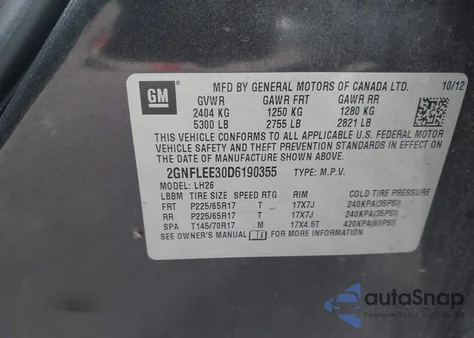 GM
MFD BY GENERAL MOTORS OF CANADA LTD. 10/12
GVWR GAWR FRT GAWR RR
2404 KG 1250 KG 1280 KG
5300 LB 2755 LB 2821 LB
THIS VEHICLE CONFORMS TO ALL APPLICABLE U.S. FEDERAL MOTOR
VEHICLE SAFETY, BUMPER, AND THEFT PREVENTION
STANDARDS IN EFFECT ON
THE DATE OF MANUFACTURE SHOWN ABOVE.
2GNFLEE30D6190355 TYPE: M.P.V.
MODEL: LH26
LBBM TIRE SIZE SPEED RTG RIM COLD TIRE PRESSURE
FRT P225/65R17 T 17X7J 240KPA(35PSI)
RR P225/65R17 T 17X7J 240KPA(35PSI)
SPA T145/70R17 M 17X4.5T 420KPA(60PSI)
SEE OWNER'S MANUAL FOR MORE INFORMATION.
autoSnap